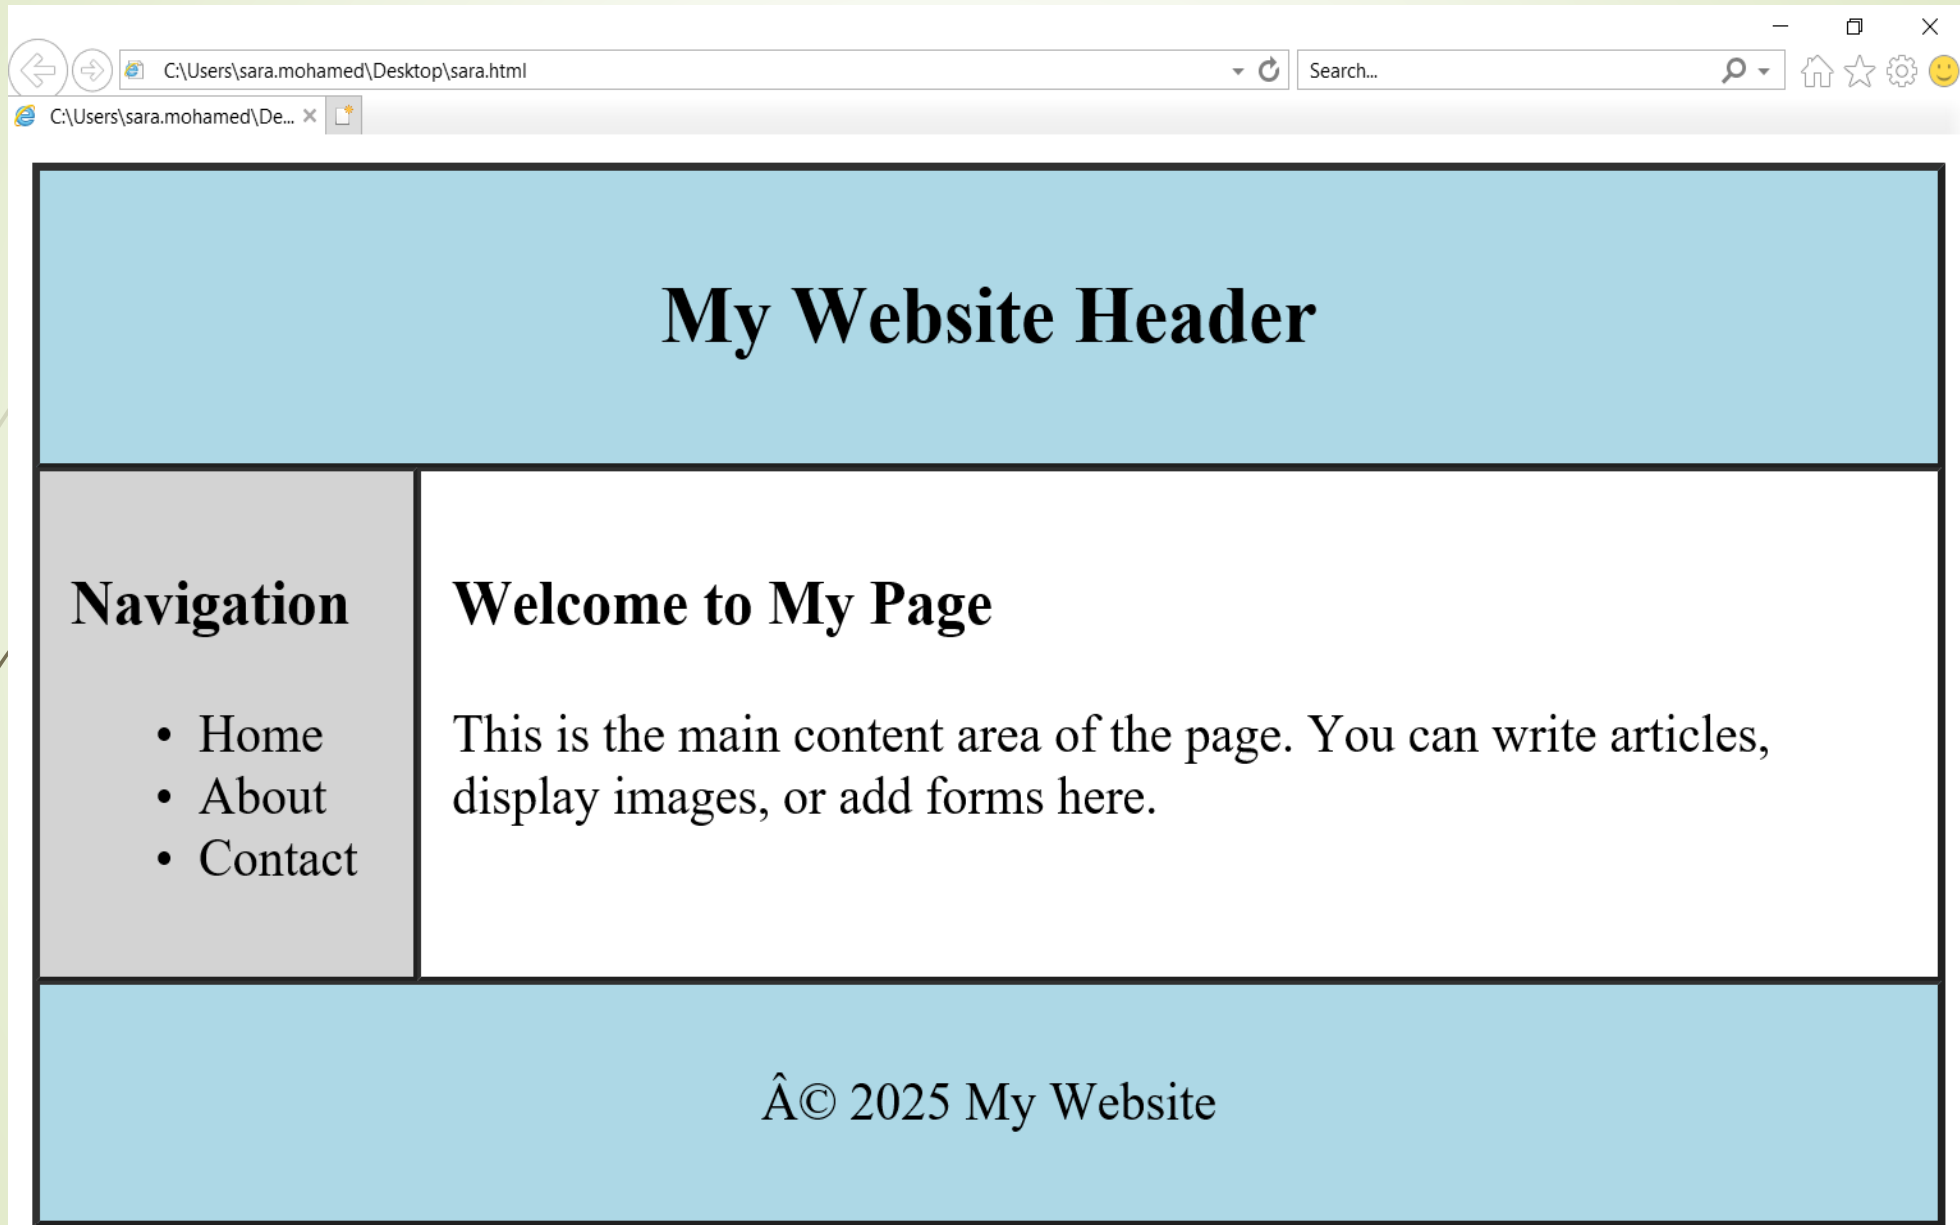 C:\Users\sara.mohamed\Desktop\sara.html
Search...
C:\Users\sara.mohamed\De...
My Website Header
Navigation
• Home
• About
• Contact
Welcome to My Page
This is the main content area of the page. You can write articles,
display images, or add forms here.
Â© 2025 My Website